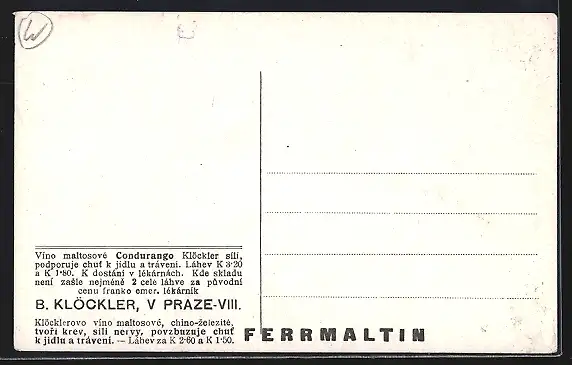 W
Víno maltosové Condurango Klöckler sílí,
podporuje chuť k jídlu a trávení. Láhev K 3·20
a K 1·80. K dostání v lékárnách. Kde skladu
není zašle nejméně 2 celé láhve za původní
cenu franko emer. lékárník
B. KLÖCKLER, V PRAZE-VIII.
Klöcklerovo víno maltosové, chino-železité,
tvoří krev, sílí nervy, povzbuzuje chuť
k jídlu a trávení. — Láhev za K 2·60 a K 1·50.
FERRMALTIN